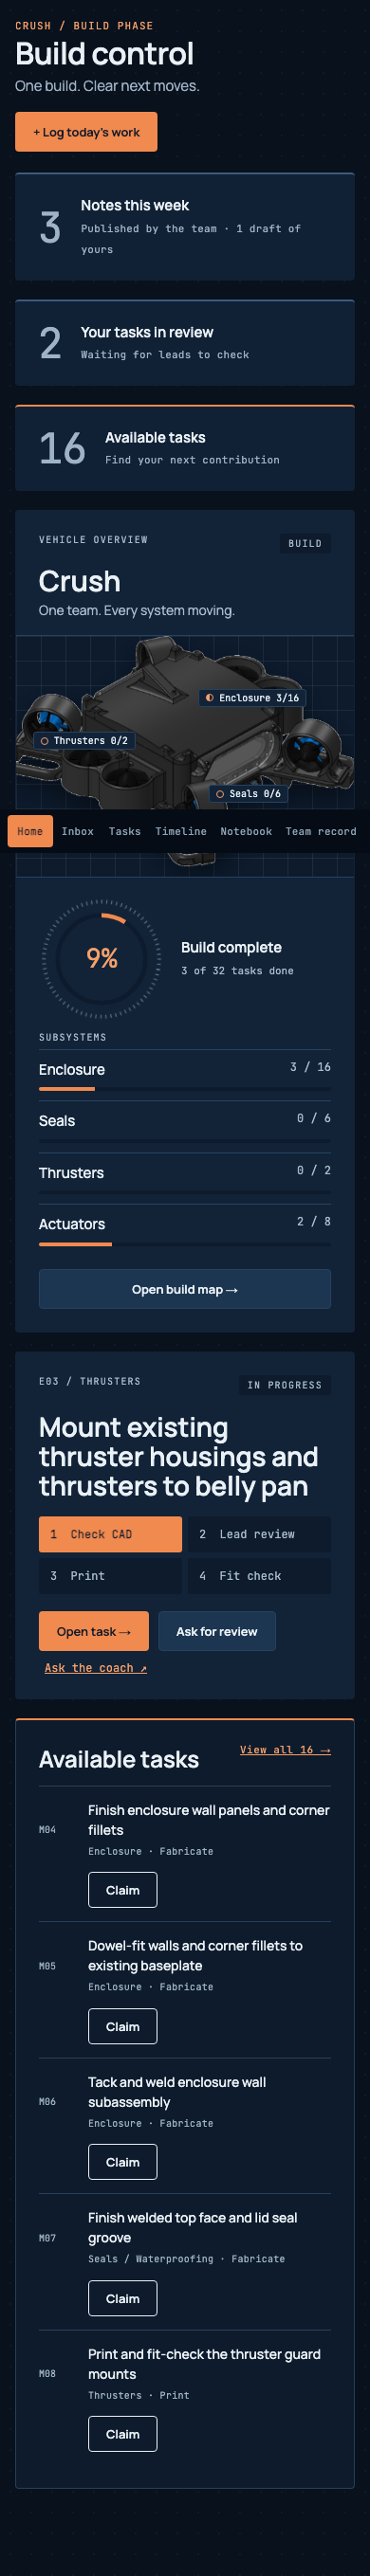 CRUSH / BUILD PHASE
Build control
One build. Clear next moves.
+ Log today's work
3
Notes this week
Published by the team · 1 draft of
yours
2
Your tasks in review
Waiting for leads to check
16
Available tasks
Find your next contribution
VEHICLE OVERVIEW
BUILD
Crush
One team. Every system moving.
Enclosure 3/16
Thrusters 0/2
Seals 0/6
Home Inbox Tasks Timeline Notebook Team record
9%
Build complete
3 of 32 tasks done
SUBSYSTEMS
Enclosure 3 / 16
Seals 0 / 6
Thrusters 0 / 2
Actuators 2 / 8
Open build map →
E03 / THRUSTERS
IN PROGRESS
Mount existing
thruster housings and
thrusters to belly pan
1 Check CAD
2 Lead review
3 Print
4 Fit check
Open task →
Ask for review
Ask the coach ↗
Available tasks
View all 16 →
M04
Finish enclosure wall panels and corner
fillets
Enclosure · Fabricate
Claim
M05
Dowel-fit walls and corner fillets to
existing baseplate
Enclosure · Fabricate
Claim
M06
Tack and weld enclosure wall
subassembly
Enclosure · Fabricate
Claim
M07
Finish welded top face and lid seal
groove
Seals / Waterproofing · Fabricate
Claim
M08
Print and fit-check the thruster guard
mounts
Thrusters · Print
Claim